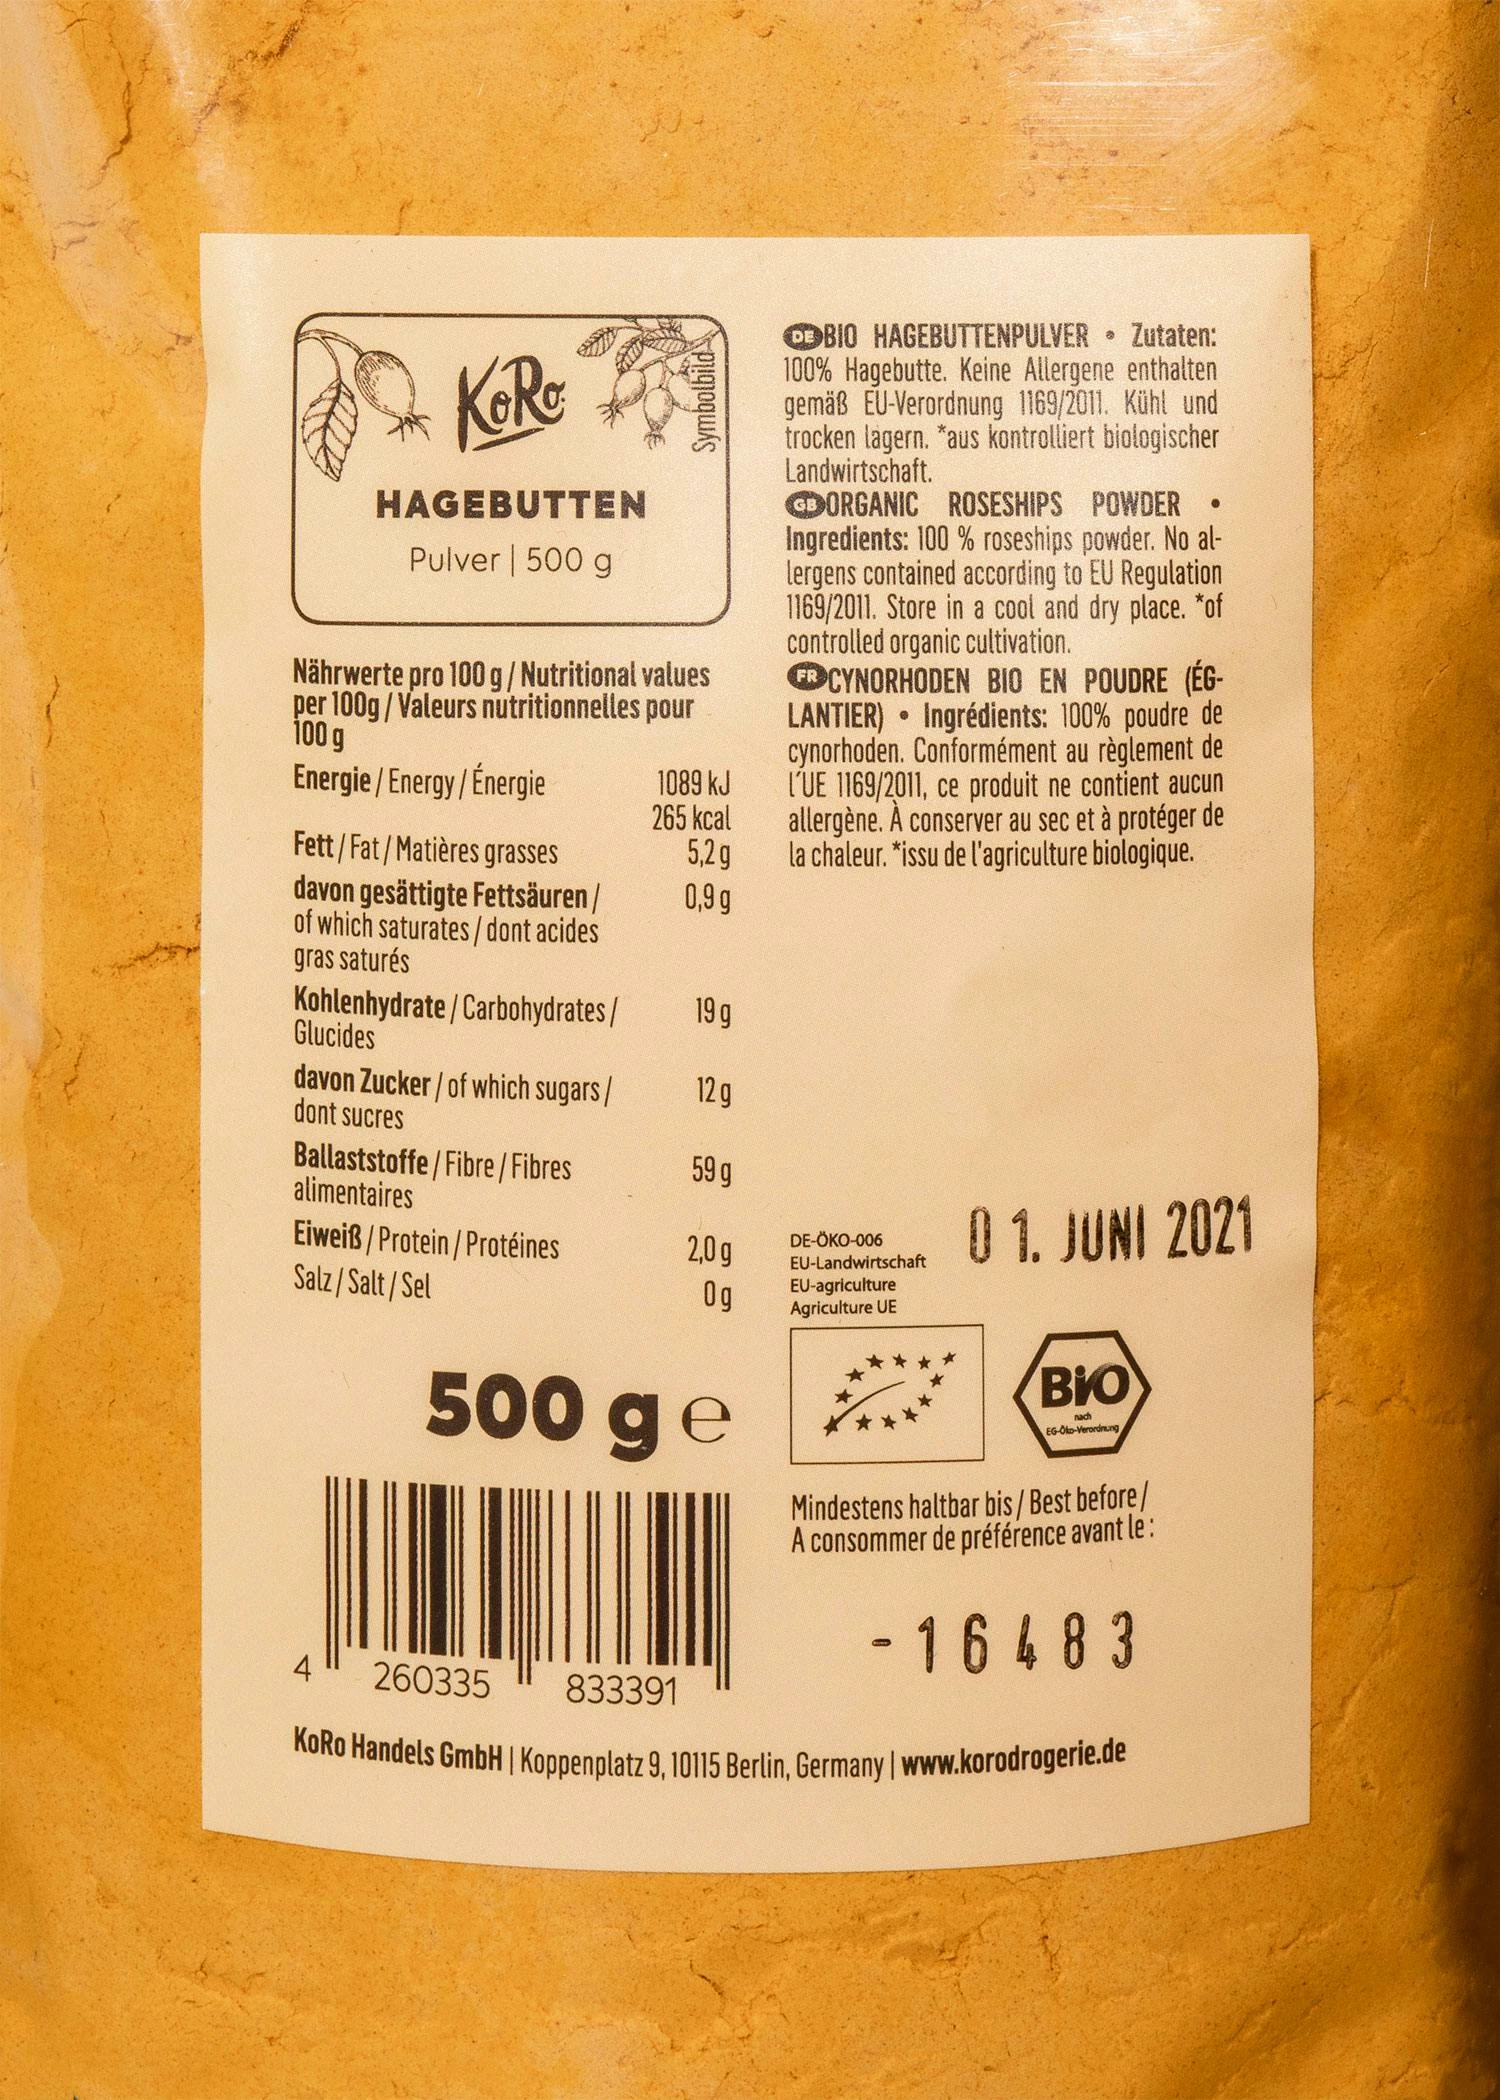 KoRo
Symbolbild
HAGEBUTTEN
Pulver | 500 g
Nährwerte pro 100 g / Nutritional values
per 100g / Valeurs nutritionnelles pour
100 g
Energie / Energy / Énergie 1089 kJ
265 kcal
Fett / Fat / Matières grasses 5,2 g
davon gesättigte Fettsäuren / 0,9 g
of which saturates / dont acides
gras saturés
Kohlenhydrate / Carbohydrates / 19 g
Glucides
davon Zucker / of which sugars / 12 g
dont sucres
Ballaststoffe / Fibre / Fibres 59 g
alimentaires
Eiweiß / Protein / Protéines 2,0 g
Salz / Salt / Sel 0 g
500 g e
4 260335 833391
DE BIO HAGEBUTTENPULVER • Zutaten:
100% Hagebutte. Keine Allergene enthalten
gemäß EU-Verordnung 1169/2011. Kühl und
trocken lagern. *aus kontrolliert biologischer
Landwirtschaft.
GB ORGANIC ROSESHIPS POWDER •
Ingredients: 100 % roseships powder. No al-
lergens contained according to EU Regulation
1169/2011. Store in a cool and dry place. *of
controlled organic cultivation.
FR CYNORHODEN BIO EN POUDRE (ÉG-
LANTIER) • Ingrédients: 100% poudre de
cynorhoden. Conformément au règlement de
l´UE 1169/2011, ce produit ne contient aucun
allergène. À conserver au sec et à protéger de
la chaleur. *issu de l'agriculture biologique.
DE-ÖKO-006
EU-Landwirtschaft
EU-agriculture
Agriculture UE
0 1. JUNI 2021
BiO
nach
EG-Öko-Verordnung
Mindestens haltbar bis / Best before /
A consommer de préférence avant le :
- 1 6 4 8 3
KoRo Handels GmbH | Koppenplatz 9, 10115 Berlin, Germany | www.korodrogerie.de